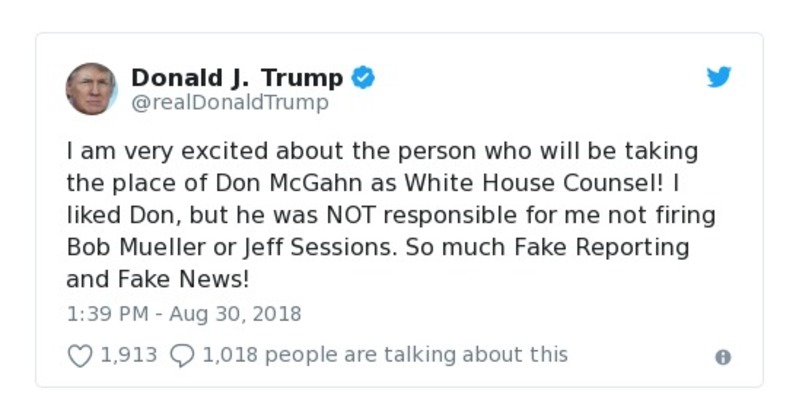 Donald J. Trump
@realDonaldTrump
I am very excited about the person who will be taking
the place of Don McGahn as White House Counsel! I
liked Don, but he was NOT responsible for me not firing
Bob Mueller or Jeff Sessions. So much Fake Reporting
and Fake News!
1:39 PM - Aug 30, 2018
1,913 1,018 people are talking about this